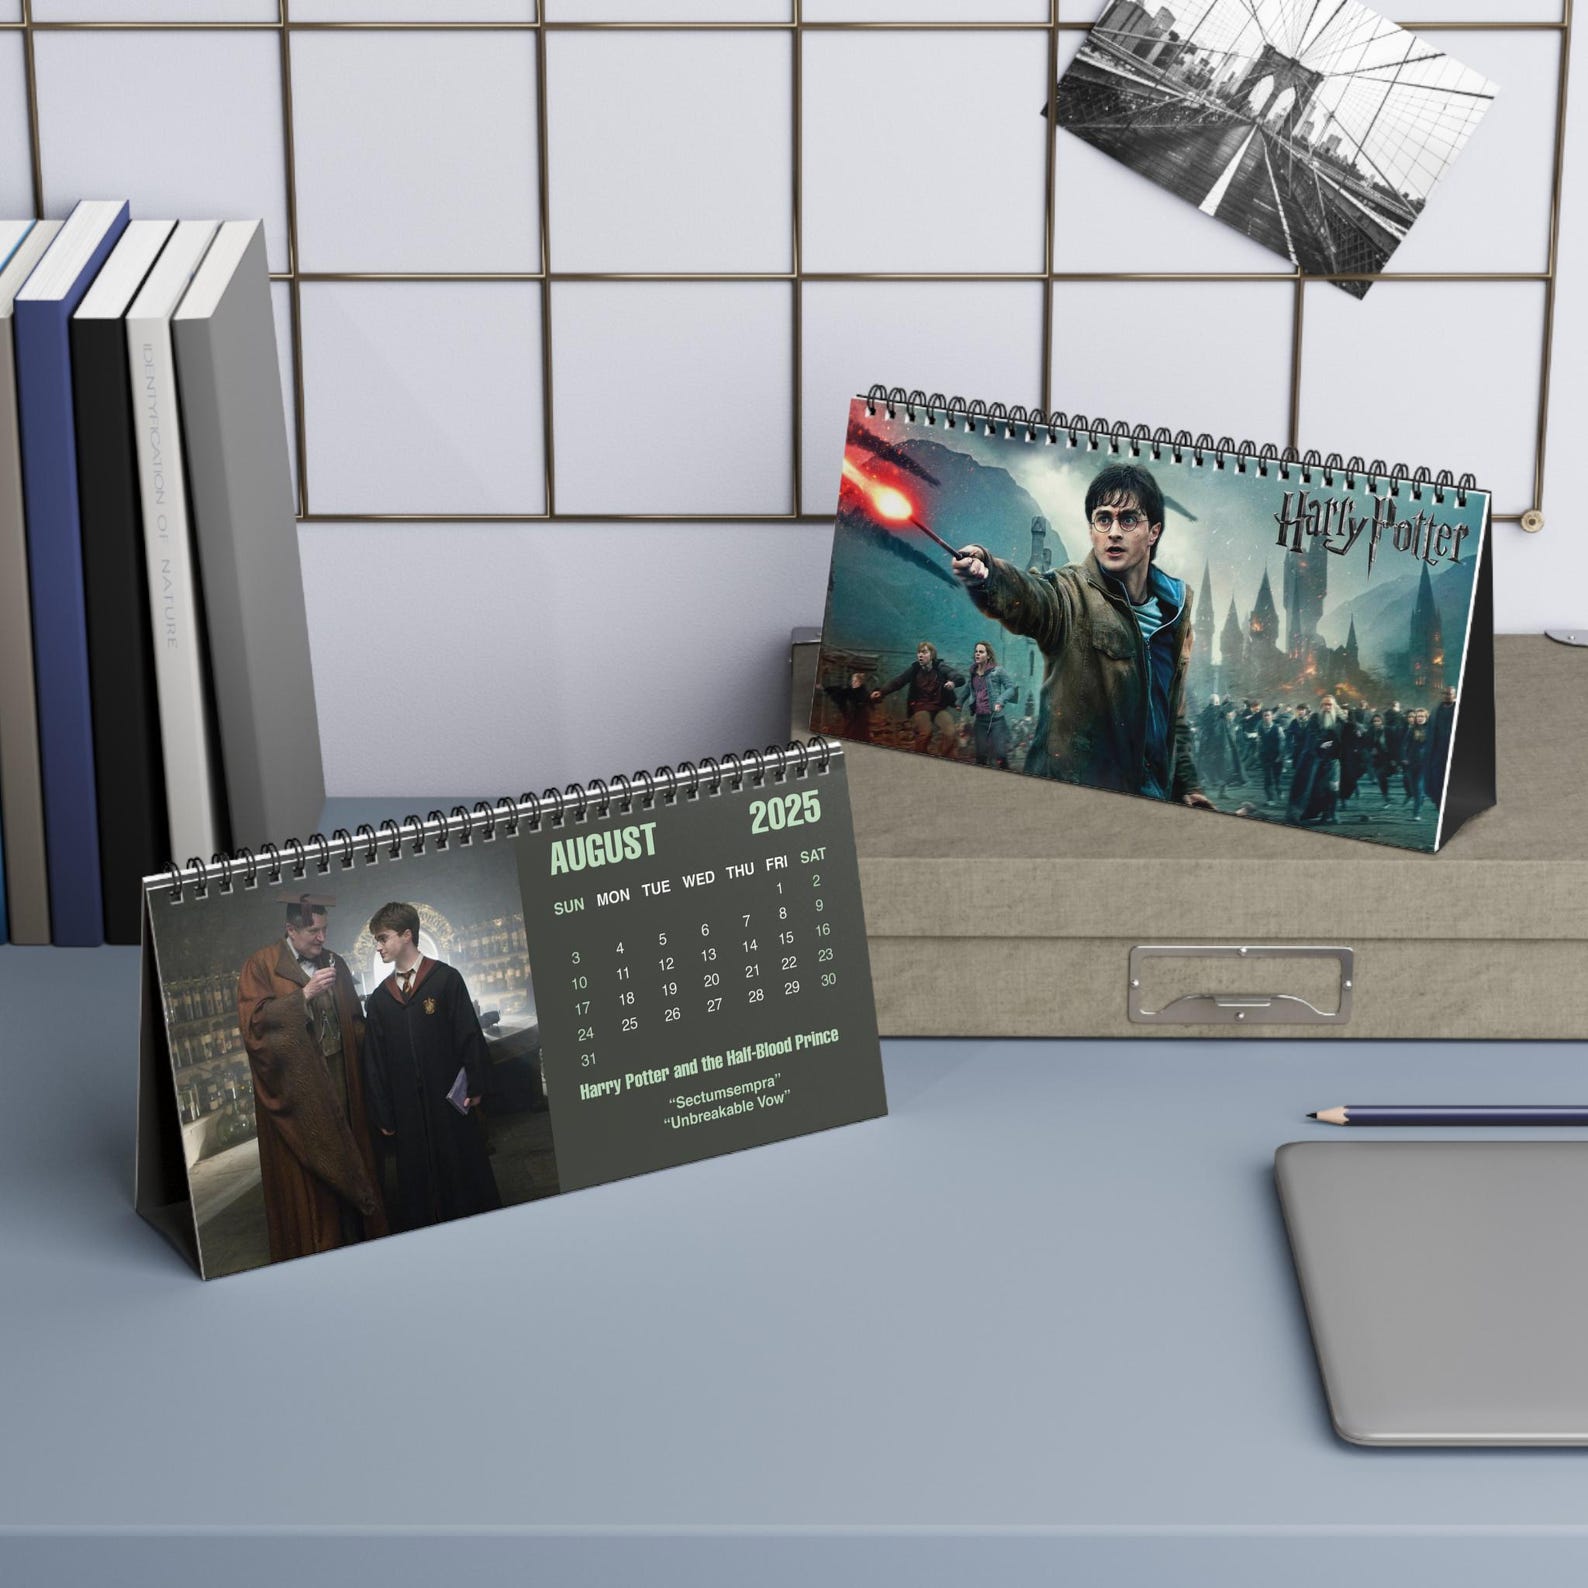 IDENTYFICATION OF NATURE
Harry Potter
AUGUST 2025
SUN MON TUE WED THU FRI SAT
1 2
3 4 5 6 7 8 9
10 11 12 13 14 15 16
17 18 19 20 21 22 23
24 25 26 27 28 29 30
31
Harry Potter and the Half-Blood Prince
“Sectumsempra”
“Unbreakable Vow”